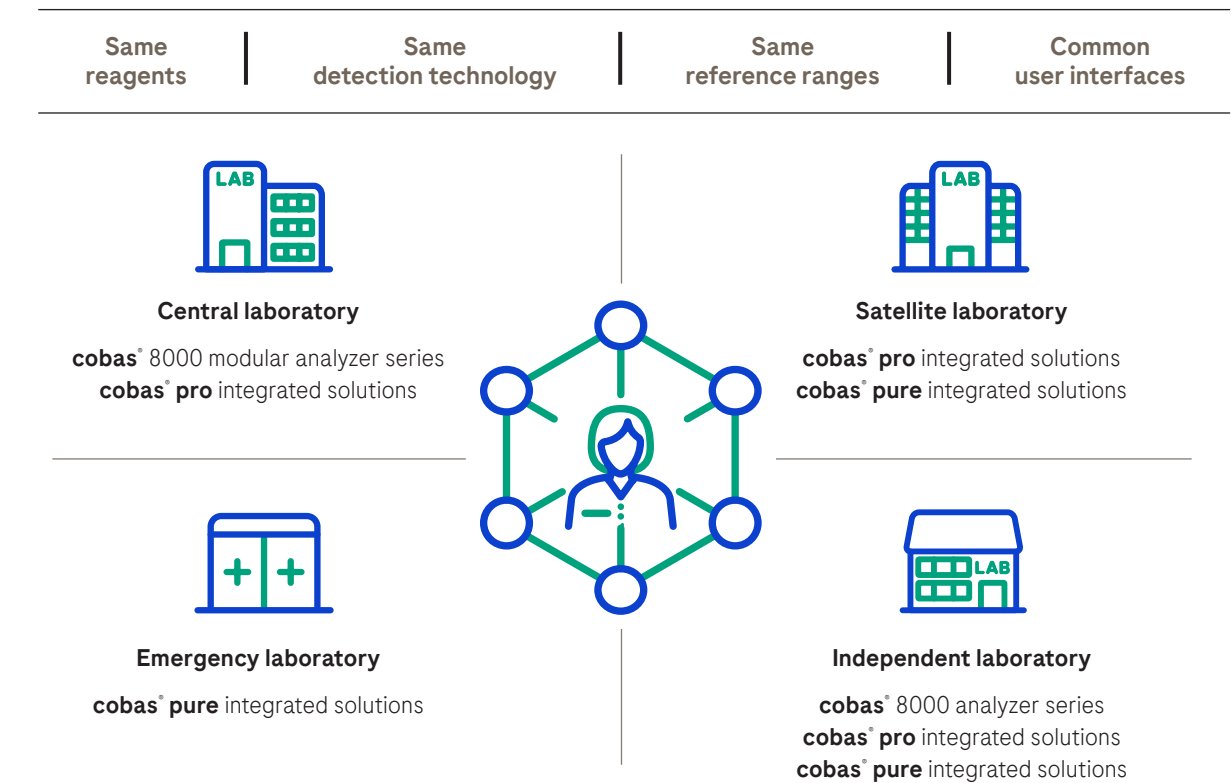 Same
reagents
Same
detection technology
Same
reference ranges
Common
user interfaces
LAB
Central laboratory
cobas® 8000 modular analyzer series
cobas® pro integrated solutions
LAB
Satellite laboratory
cobas® pro integrated solutions
cobas® pure integrated solutions
Emergency laboratory
cobas® pure integrated solutions
LAB
Independent laboratory
cobas® 8000 analyzer series
cobas® pro integrated solutions
cobas® pure integrated solutions